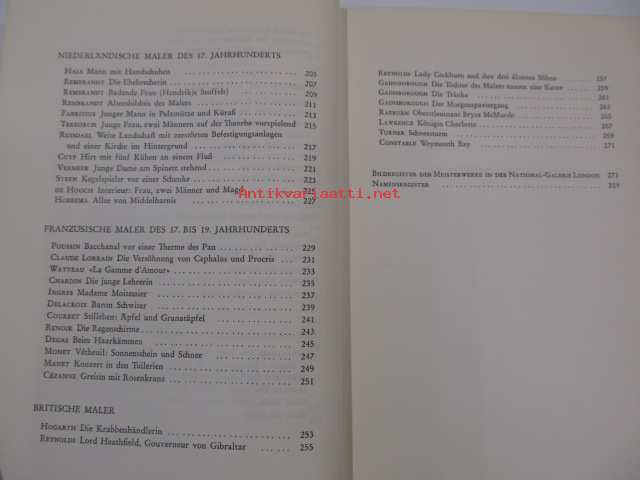 NIEDERLÄNDISCHE MALER DES 17. JAHRHUNDERTS
HALS Mann mit Handschuhen 205
REMBRANDT Die Ehebrecherin 207
REMBRANDT Badende Frau (Hendrikje Stoffels) 209
REMBRANDT Altersbildnis des Malers 211
FABRITIUS Junger Mann in Pelzmütze und Küraß 213
TERBORCH Junge Frau, zwei Männern auf der Theorbe vorspielend 215
RUISDAEL Weite Landschaft mit zerstörten Befestigungsanlagen
und einer Kirche im Hintergrund 217
CUYP Hirt mit fünf Kühen an einem Fluß 219
VERMEER Junge Dame am Spinett stehend 221
STEEN Kegelspieler vor einer Schenke 223
DE HOOCH Interieur: Frau, zwei Männer und Magd 225
HOBBEMA Allee von Middelharnis 227
FRANZÖSISCHE MALER DES 17. BIS 19. JAHRHUNDERTS
POUSSIN Bacchanal vor einer Therme des Pan 229
CLAUDE LORRAIN Die Versöhnung von Cephalos und Procris 231
WATTEAU «La Gamme d'Amour» 233
CHARDIN Die junge Lehrerin 235
INGRES Madame Moitessier 237
DELACROIX Baron Schwiter 239
COURBET Stilleben: Äpfel und Granatäpfel 241
RENOIR Die Regenschirme 243
DEGAS Beim Haarkämmen 245
MONET Vétheuil: Sonnenschein und Schnee 247
MANET Konzert in den Tuilerien 249
CÉZANNE Greisin mit Rosenkranz 251
BRITISCHE MALER
HOGARTH Die Krabbenhändlerin 253
REYNOLDS Lord Heathfield, Gouverneur von Gibraltar 255
REYNOLDS Lady Cockburn und ihre drei ältesten Söhne 257
GAINSBOROUGH Die Töchter des Malers necken eine Katze 259
GAINSBOROUGH Die Tränke 261
GAINSBOROUGH Der Morgenspaziergang 263
RAEBURN Oberstleutnant Bryce McMurdo 265
LAWRENCE Königin Charlotte 267
TURNER Schneesturm 269
CONSTABLE Weymouth Bay 271
BILDREGISTER DER MEISTERWERKE IN DER NATIONAL-GALERIE LONDON 273
NAMENSREGISTER 319
Antikvariaatti.net